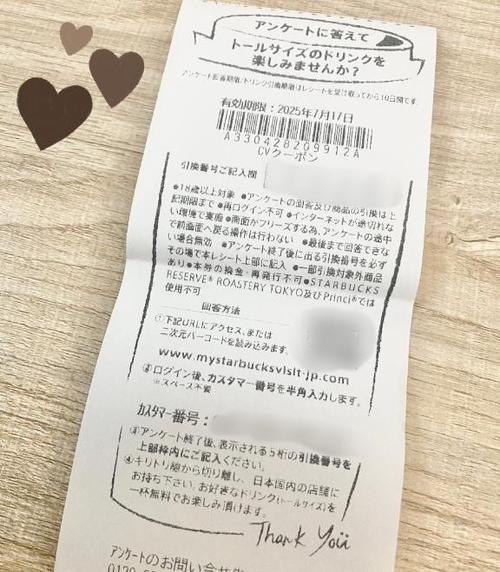 アンケートに答えて
トールサイズのドリンクを
楽しみませんか?
アンケート回答期限/ドリンク引換期限はレシートを受け取ってから10日間です
有効期限:2025年7月17日
A330428209912A
CVクーポン
引換番号ご記入欄
●18歳以上対象 ●アンケートの回答及び商品の引換は上
記期限まで ●再ログイン不可 ●インターネットが途切れな
い環境で実施 ●画面がフリーズする為、アンケートの途中
で前画面へ戻る操作は行わない ●最後まで回答できな
い場合無効 ●アンケート終了後に出る引換番号を必ず
その場で本レシート上部に記入 ●一部引換対象外商品
あり ●本券の換金・再発行不可 ●STARBUCKS
RESERVE® ROASTERY TOKYO及びPrinci®では
使用不可
回答方法
①下記URLにアクセス、または
二次元バーコードを読み込みます。
www.mystarbucksvisit-jp.com
②ログイン後、カスタマー番号を半角入力します。
※スペース不要
カスタマー番号:
③アンケート終了後、表示される5桁の引換番号を
上部枠内にご記入ください。
④キリトリ線から切り離し、日本国内の店舗に
お持ち下さい。お好きなドリンク(トールサイズ)を
一杯無料でお楽しみ頂けます。
Thank You
アンケートのお問い合せ先